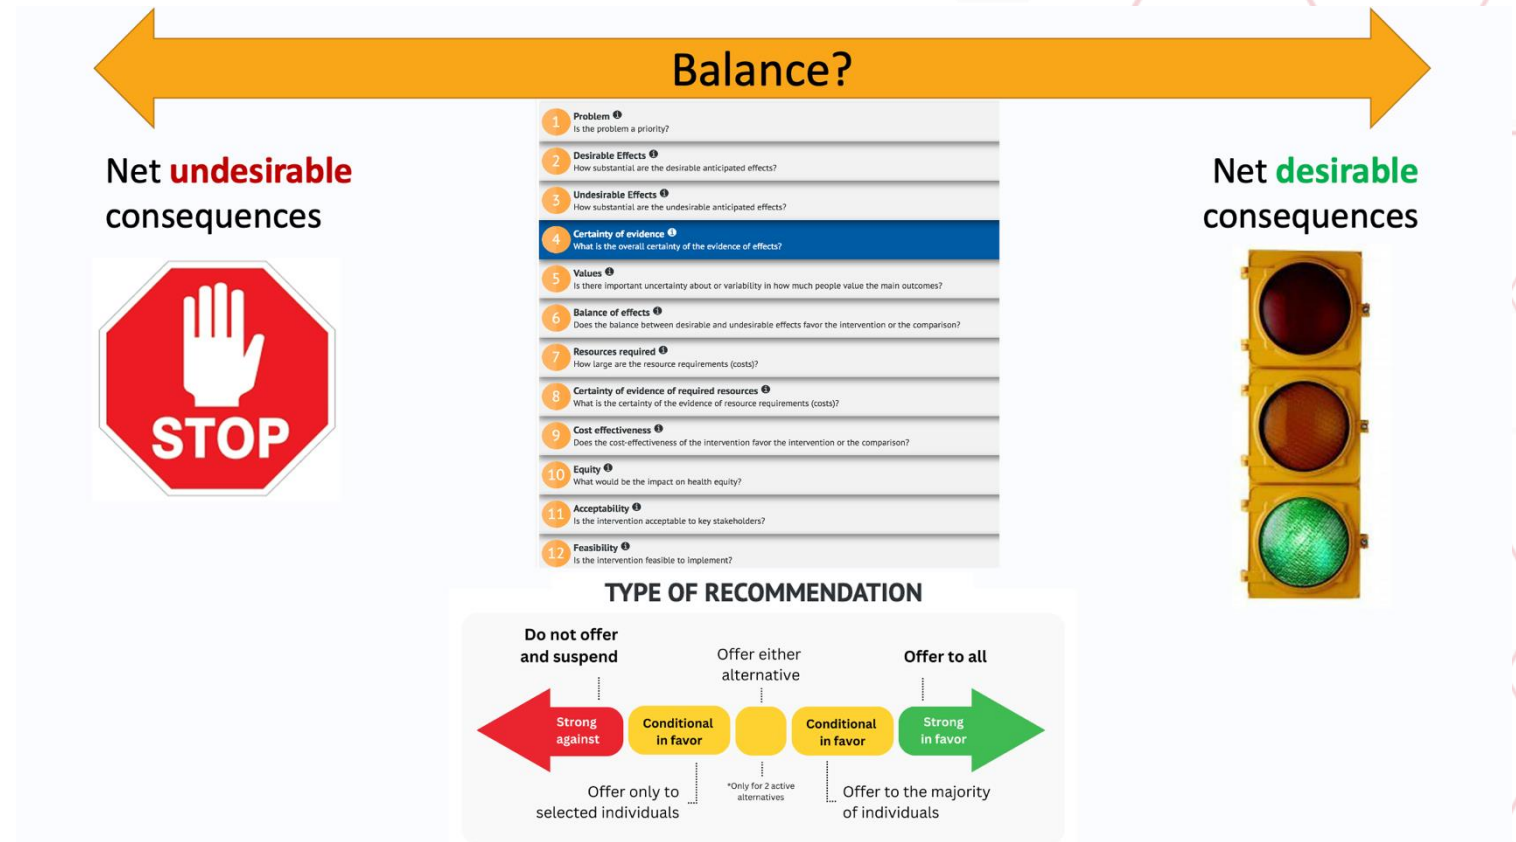 Balance?
Net undesirable
consequences
STOP
1
Problem
Is the problem a priority?
2
Desirable Effects
How substantial are the desirable anticipated effects?
3
Undesirable Effects
How substantial are the undesirable anticipated effects?
4
Certainty of evidence
What is the overall certainty of the evidence of effects?
5
Values
Is there important uncertainty about or variability in how much people value the main outcomes?
6
Balance of effects
Does the balance between desirable and undesirable effects favor the intervention or the comparison?
7
Resources required
How large are the resource requirements (costs)?
8
Certainty of evidence of required resources
What is the certainty of the evidence of resource requirements (costs)?
9
Cost effectiveness
Does the cost-effectiveness of the intervention favor the intervention or the comparison?
10
Equity
What would be the impact on health equity?
11
Acceptability
Is the intervention acceptable to key stakeholders?
12
Feasibility
Is the intervention feasible to implement?
Net desirable
consequences
TYPE OF RECOMMENDATION
Do not offer
and suspend
Offer either
alternative
Offer to all
Strong
against
Conditional
in favor
Conditional
in favor
Strong
in favor
Offer only to
selected individuals
*Only for 2 active
alternatives
Offer to the majority
of individuals